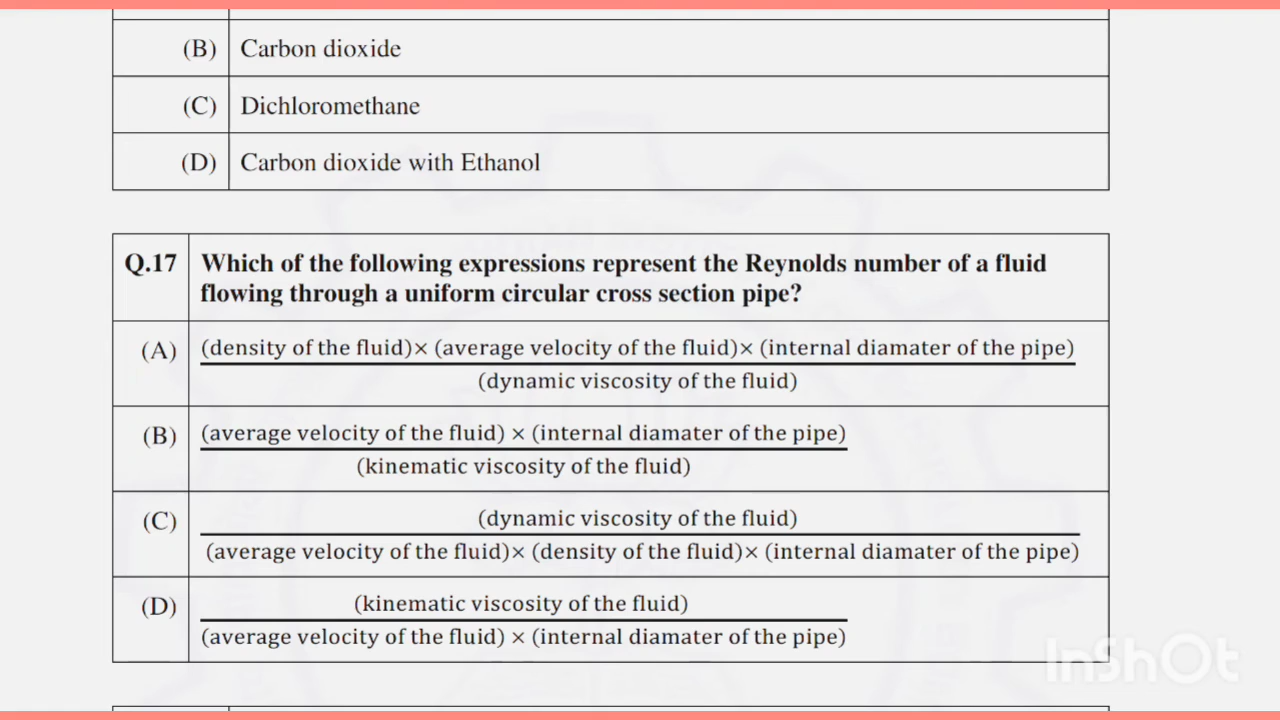 (B) Carbon dioxide
(C) Dichloromethane
(D) Carbon dioxide with Ethanol
Q.17 Which of the following expressions represent the Reynolds number of a fluid
flowing through a uniform circular cross section pipe?
(A) (density of the fluid)× (average velocity of the fluid)× (internal diamater of the pipe)
(dynamic viscosity of the fluid)
(B) (average velocity of the fluid) × (internal diamater of the pipe)
(kinematic viscosity of the fluid)
(C) (dynamic viscosity of the fluid)
(average velocity of the fluid)× (density of the fluid)× (internal diamater of the pipe)
(D) (kinematic viscosity of the fluid)
(average velocity of the fluid) × (internal diamater of the pipe)
InShOt